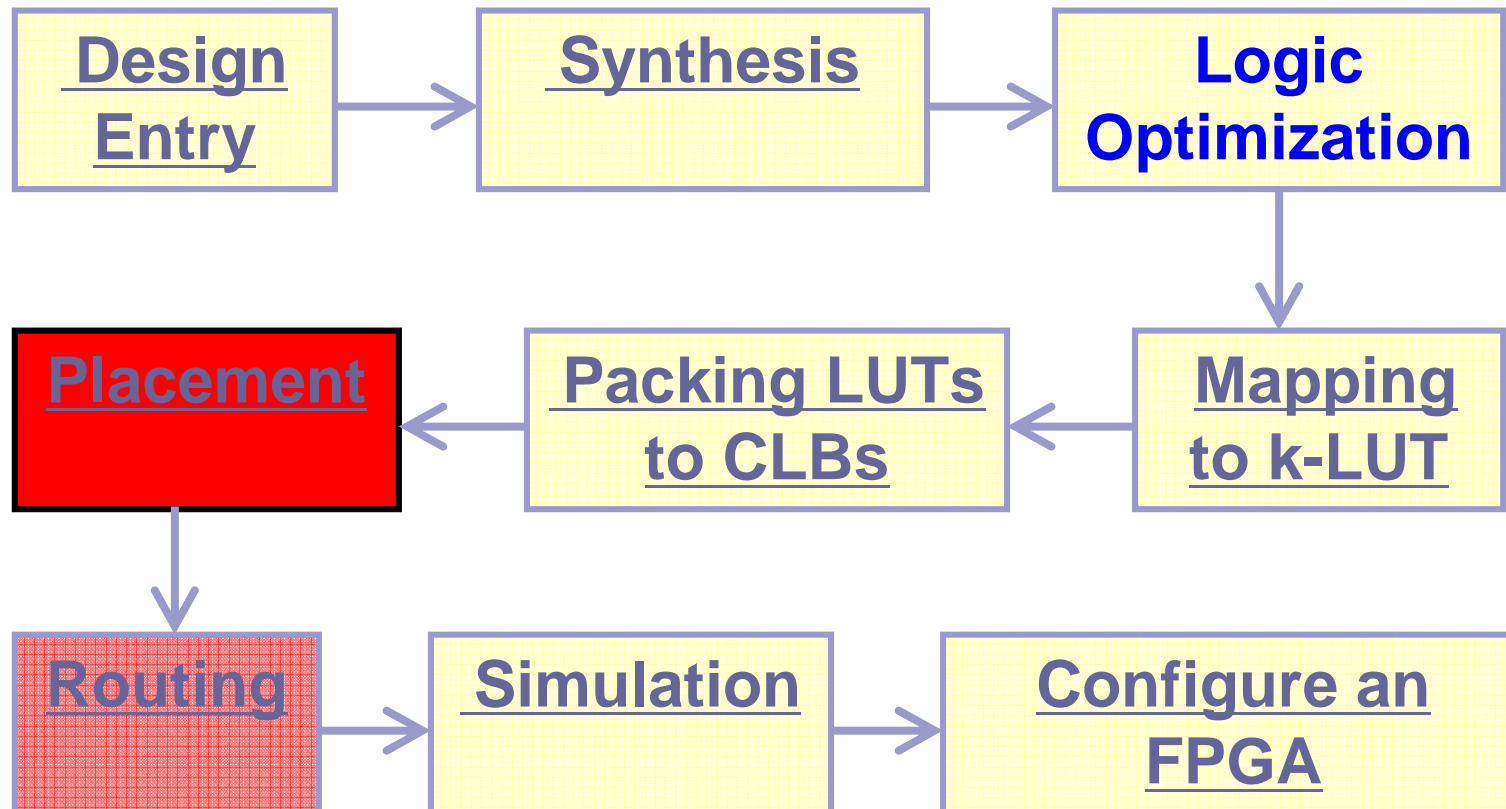 Design
Entry
Synthesis
Logic
Optimization
Placement
Packing LUTs
to CLBs
Mapping
to k-LUT
Routing
Simulation
Configure an
FPGA